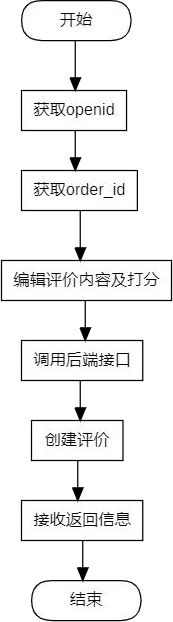 开始
获取openid
获取order_id
编辑评价内容及打分
调用后端接口
创建评价
接收返回信息
结束